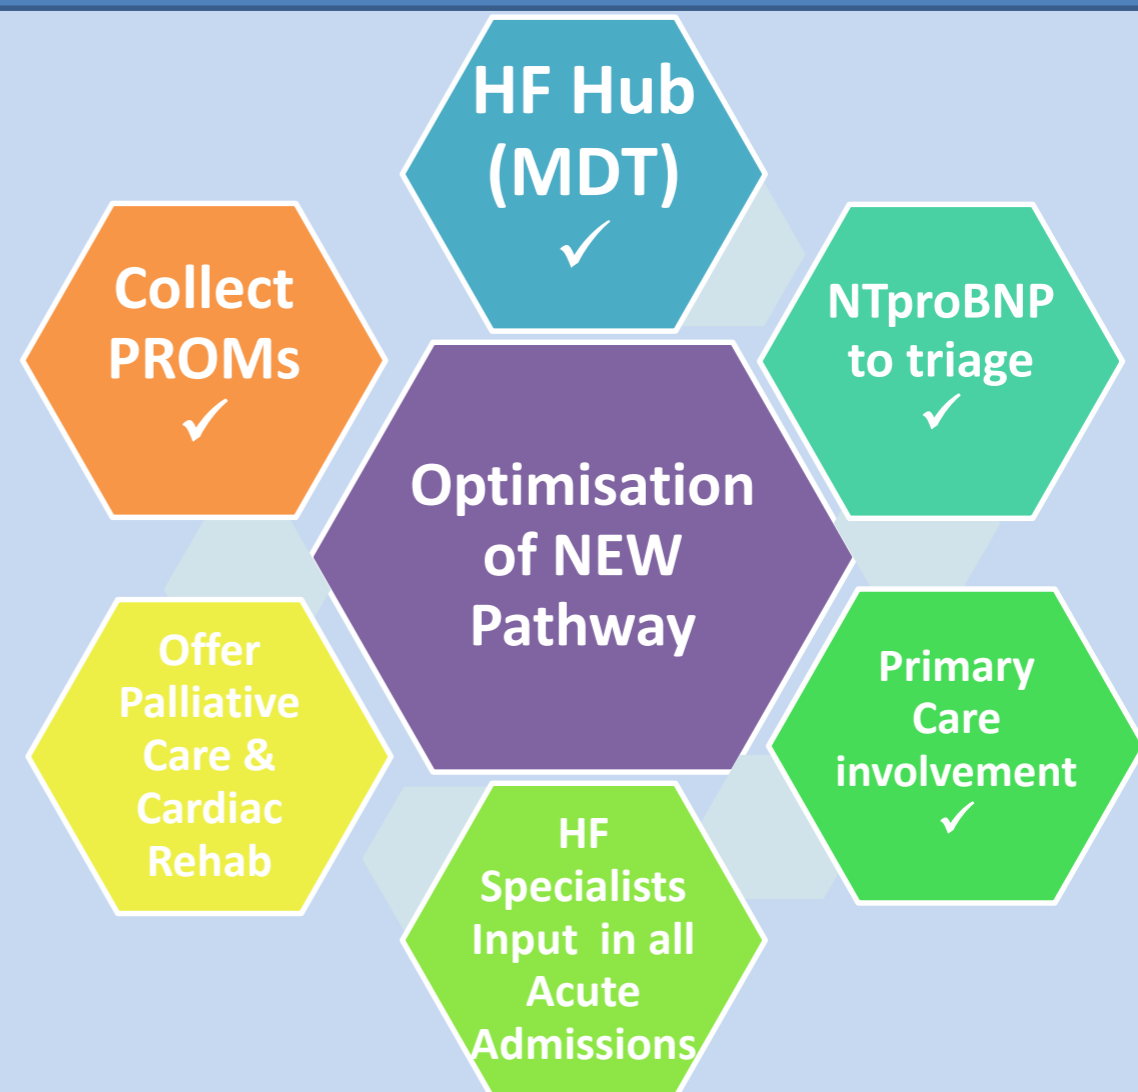 HF Hub
(MDT)
✓
NTproBNP
to triage
✓
Primary
Care
involvement
✓
HF
Specialists
Input in all
Acute
Admissions
Offer
Palliative
Care &
Cardiac
Rehab
Collect
PROMs
✓
Optimisation
of NEW
Pathway